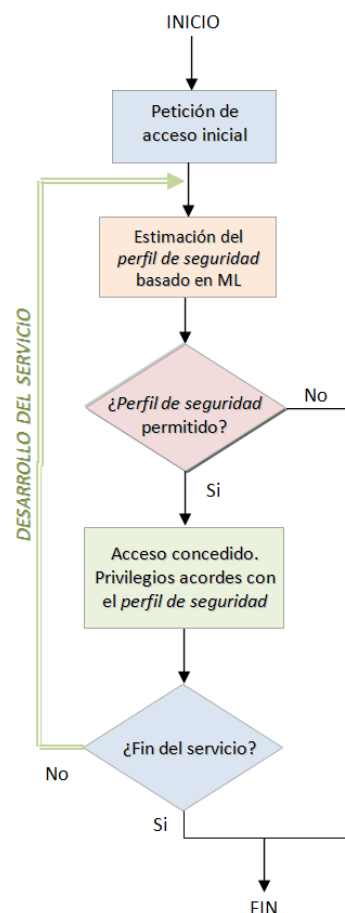 INICIO
Petición de
acceso inicial
Estimación del
perfil de seguridad
basado en ML
¿Perfil de seguridad
permitido?
No
Si
DESARROLLO DEL SERVICIO
Acceso concedido.
Privilegios acordes con
el perfil de seguridad
¿Fin del servicio?
No
Si
FIN